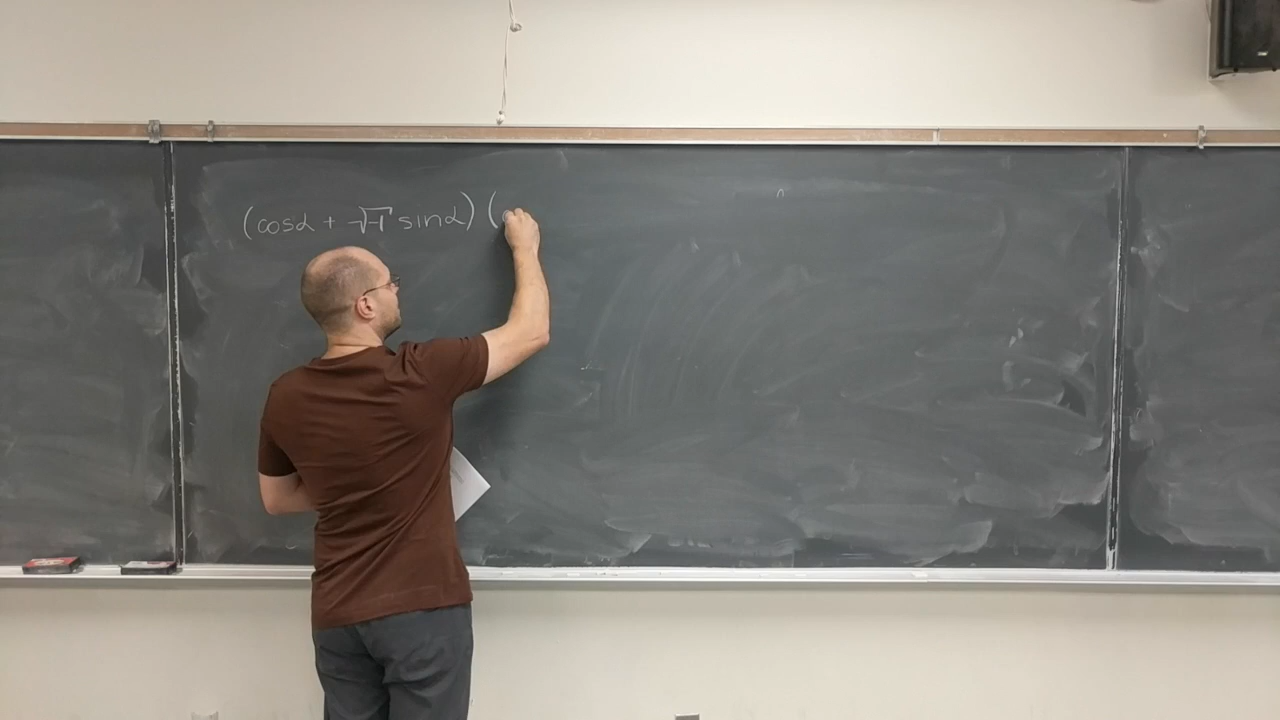 (cosα + √-1 sinα) (